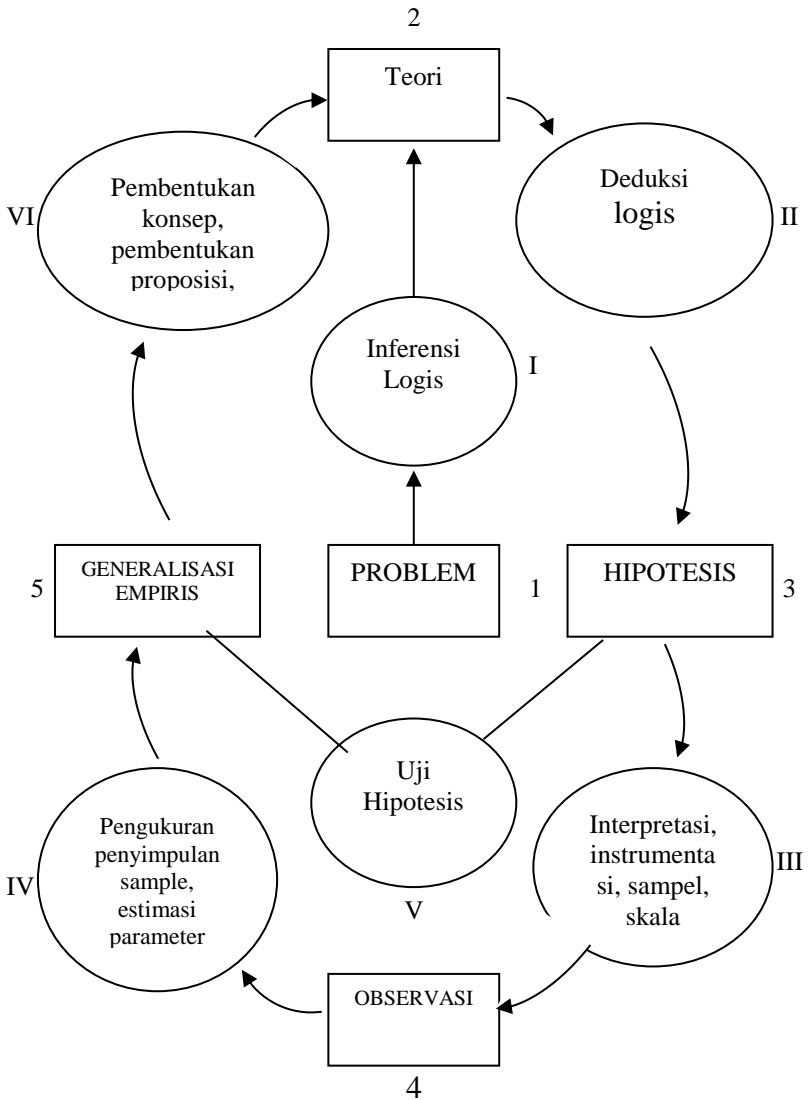 2
Teori
Pembentukan
konsep,
pembentukan
proposisi,
VI
Deduksi
logis
II
Inferensi
Logis
I
GENERALISASI
EMPIRIS
5
PROBLEM
1
HIPOTESIS
3
Uji
Hipotesis
V
Pengukuran
penyimpulan
sample,
estimasi
parameter
IV
Interpretasi,
instrumenta
si, sampel,
skala
III
OBSERVASI
4